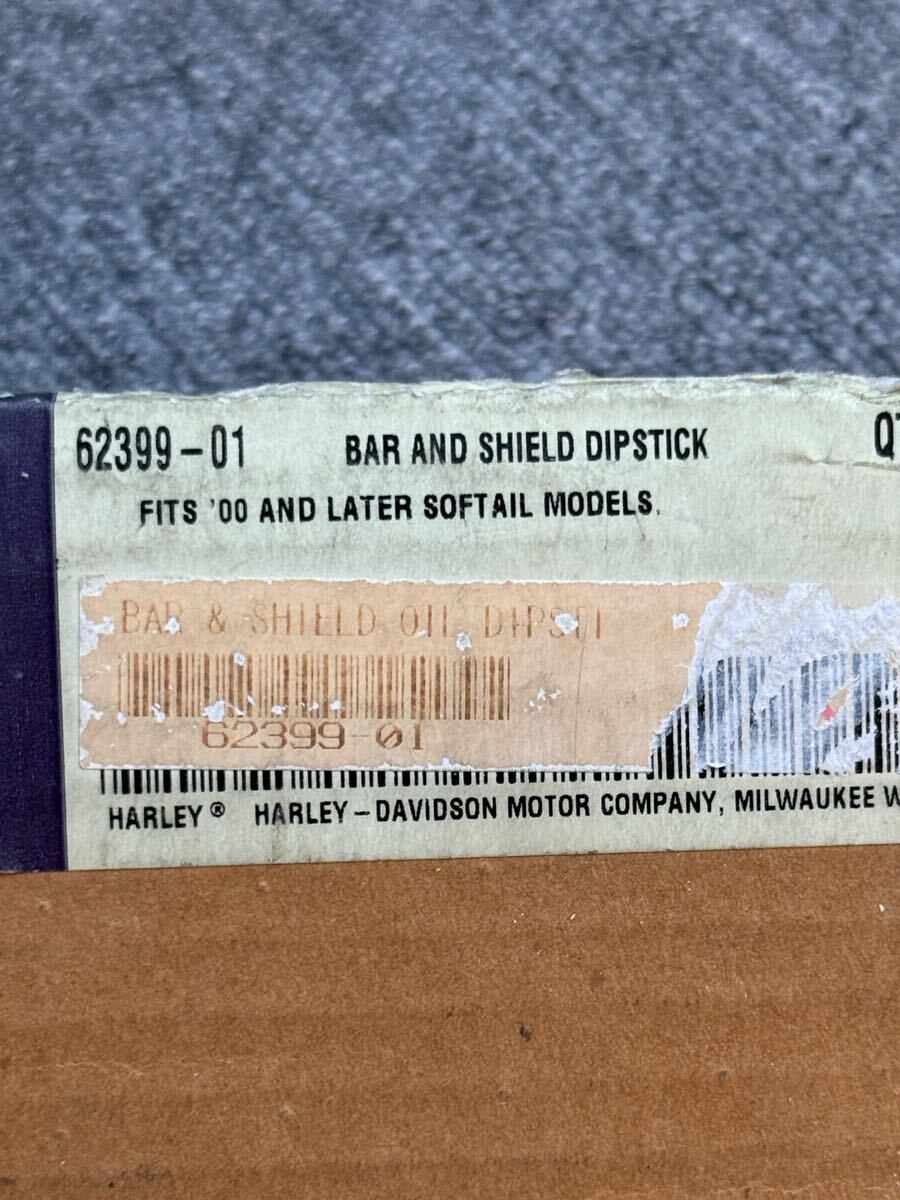 62399-01 BAR AND SHIELD DIPSTICK
FITS '00 AND LATER SOFTAIL MODELS.
BAR & SHIELD OIL DIPSTI
62399-01
HARLEY® HARLEY-DAVIDSON MOTOR COMPANY, MILWAUKEE